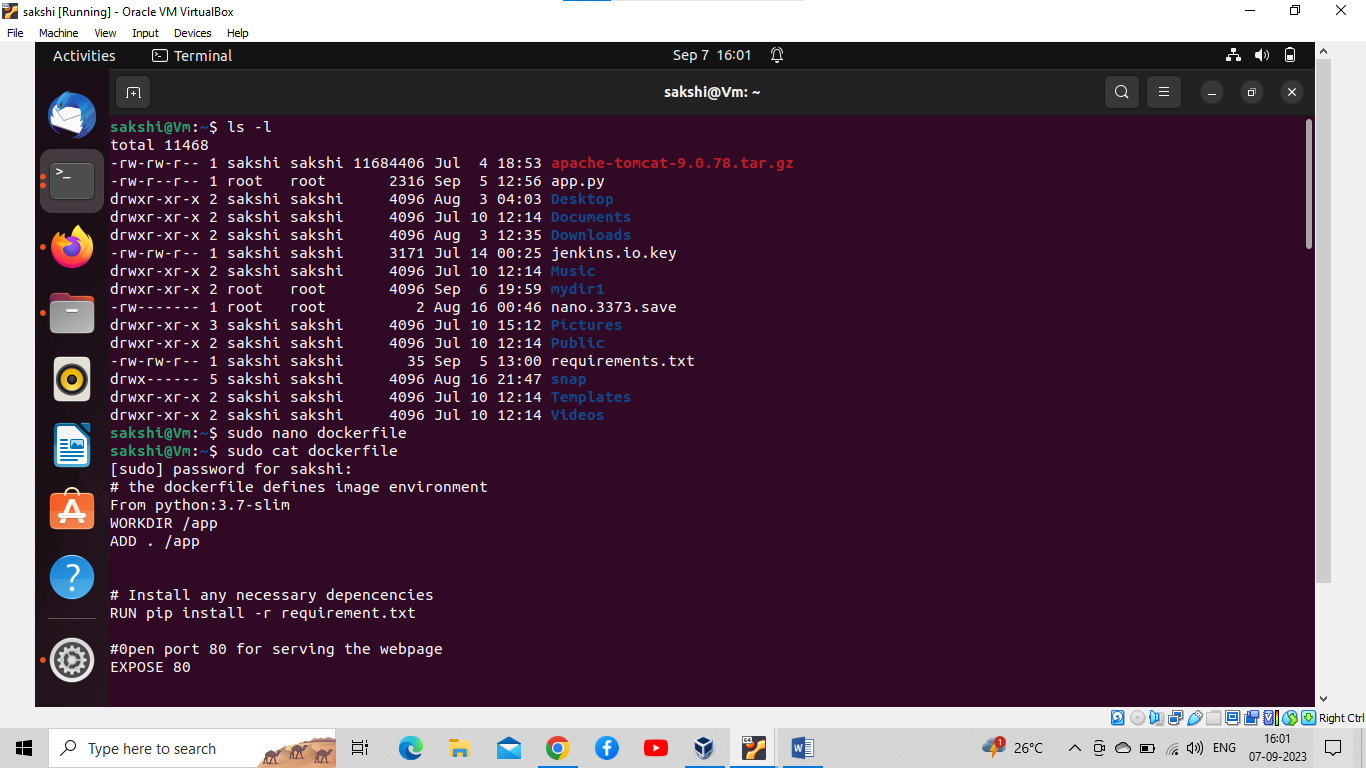 sakshi [Running] - Oracle VM VirtualBox
File Machine View Input Devices Help
Activities Terminal Sep 7 16:01
sakshi@Vm: ~
sakshi@Vm:~$ ls -l
total 11468
-rw-rw-r-- 1 sakshi sakshi 11684406 Jul 4 18:53 apache-tomcat-9.0.78.tar.gz
-rw-r--r-- 1 root root 2316 Sep 5 12:56 app.py
drwxr-xr-x 2 sakshi sakshi 4096 Aug 3 04:03 Desktop
drwxr-xr-x 2 sakshi sakshi 4096 Jul 10 12:14 Documents
drwxr-xr-x 2 sakshi sakshi 4096 Aug 3 12:35 Downloads
-rw-rw-r-- 1 sakshi sakshi 3171 Jul 14 00:25 jenkins.io.key
drwxr-xr-x 2 sakshi sakshi 4096 Jul 10 12:14 Music
drwxr-xr-x 2 root root 4096 Sep 6 19:59 mydir1
-rw------- 1 root root 2 Aug 16 00:46 nano.3373.save
drwxr-xr-x 3 sakshi sakshi 4096 Jul 10 15:12 Pictures
drwxr-xr-x 2 sakshi sakshi 4096 Jul 10 12:14 Public
-rw-rw-r-- 1 sakshi sakshi 35 Sep 5 13:00 requirements.txt
drwx------ 5 sakshi sakshi 4096 Aug 16 21:47 snap
drwxr-xr-x 2 sakshi sakshi 4096 Jul 10 12:14 Templates
drwxr-xr-x 2 sakshi sakshi 4096 Jul 10 12:14 Videos
sakshi@Vm:~$ sudo nano dockerfile
sakshi@Vm:~$ sudo cat dockerfile
[sudo] password for sakshi:
# the dockerfile defines image environment
From python:3.7-slim
WORKDIR /app
ADD . /app
# Install any necessary depencencies
RUN pip install -r requirement.txt
#0pen port 80 for serving the webpage
EXPOSE 80
Right Ctrl
Type here to search
26°C ENG
16:01
07-09-2023